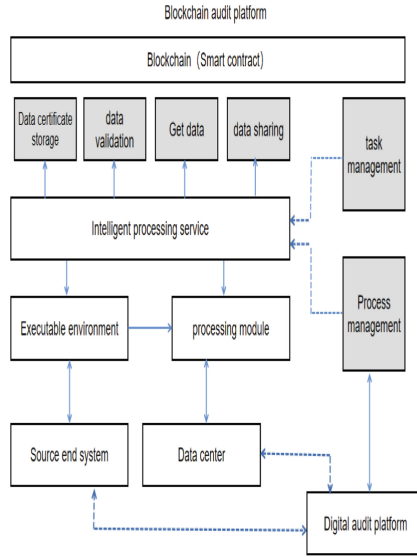 Blockchain audit platform
Blockchain (Smart contract)
Data certificate
storage
data
validation
Get data
data sharing
task
management
Intelligent processing service
Executable environment
processing module
Process
management
Source end system
Data center
Digital audit platform